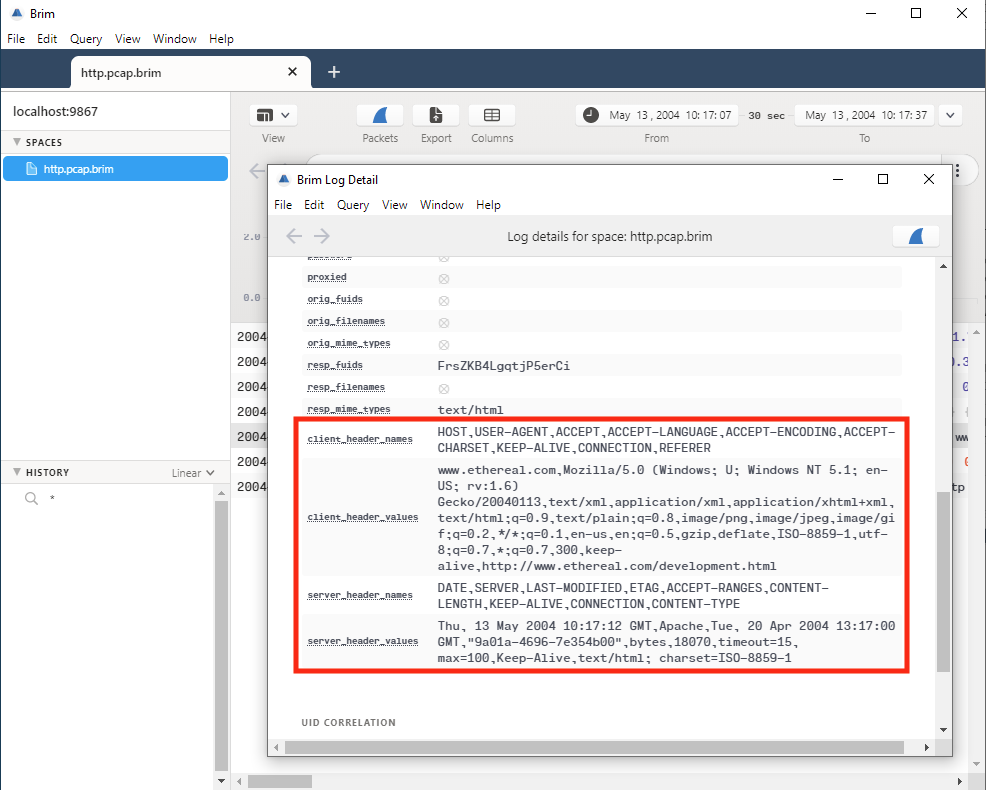 Brim
File Edit Query View Window Help
http.pcap.brim
localhost:9867
SPACES
http.pcap.brim
View Packets Export Columns
May 13, 2004 10:17:07 30 sec May 13, 2004 10:17:37
From To
2.0
0.0
2004
2004
2004
2004
2004
2004
2004
HISTORY Linear
*
Brim Log Detail
File Edit Query View Window Help
Log details for space: http.pcap.brim
proxied
orig_fuids
orig_filenames
orig_mime_types
resp_fuids FrsZKB4LgqtjP5erCi
resp_filenames
resp_mime_types text/html
client_header_names HOST,USER-AGENT,ACCEPT,ACCEPT-LANGUAGE,ACCEPT-ENCODING,ACCEPT-
CHARSET,KEEP-ALIVE,CONNECTION,REFERER
client_header_values www.ethereal.com,Mozilla/5.0 (Windows; U; Windows NT 5.1; en-
US; rv:1.6)
Gecko/20040113,text/xml,application/xml,application/xhtml+xml,
text/html;q=0.9,text/plain;q=0.8,image/png,image/jpeg,image/gi
f;q=0.2,*/*;q=0.1,en-us,en;q=0.5,gzip,deflate,ISO-8859-1,utf-
8;q=0.7,*;q=0.7,300,keep-
alive,http://www.ethereal.com/development.html
server_header_names DATE,SERVER,LAST-MODIFIED,ETAG,ACCEPT-RANGES,CONTENT-
LENGTH,KEEP-ALIVE,CONNECTION,CONTENT-TYPE
server_header_values Thu, 13 May 2004 10:17:12 GMT,Apache,Tue, 20 Apr 2004 13:17:00
GMT,"9a01a-4696-7e354b00",bytes,18070,timeout=15,
max=100,Keep-Alive,text/html; charset=ISO-8859-1
UID CORRELATION